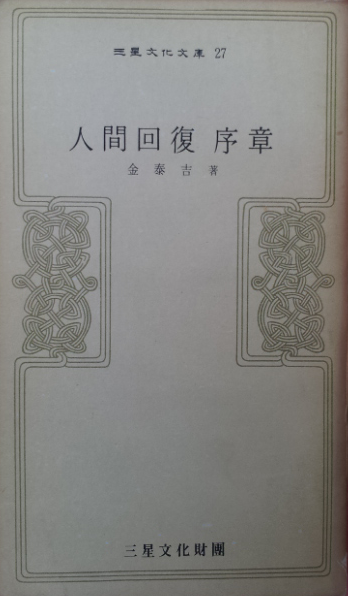 三星文化文庫 27
人間回復 序章
金泰吉 著
三星文化財團